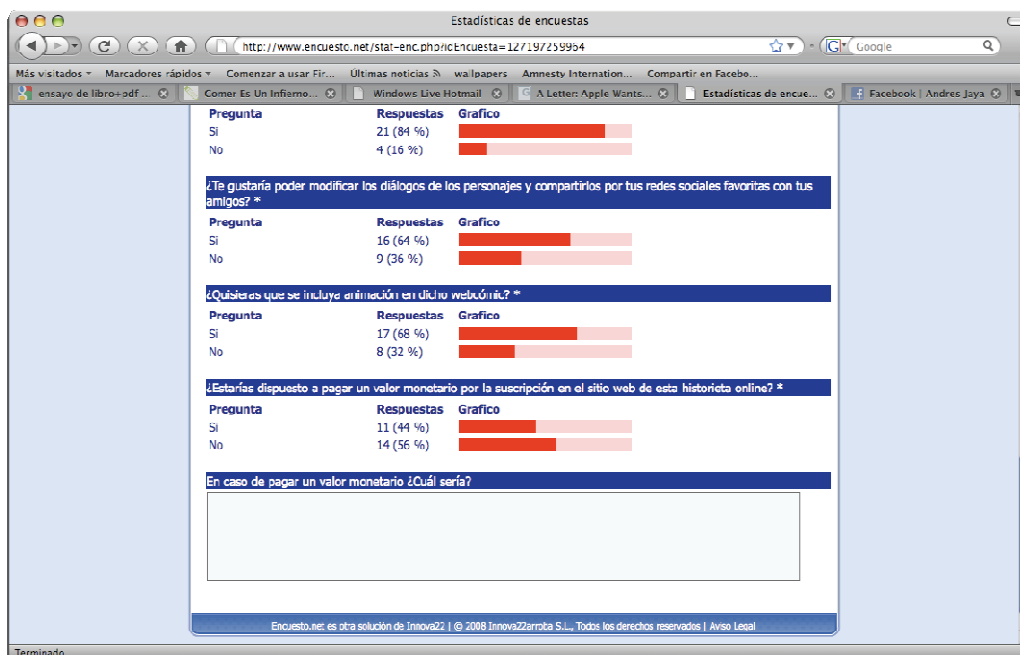 Estadísticas de encuestas
http://www.encuesto.net/stat-enc.php?idEncuesta=127197259964
Google
Más visitados Marcadores rápidos Comenzar a usar Fir... Últimas noticias wallpapers Amnesty Internation... Compartir en Facebo...
ensayo de libro+pdf ... Comer Es Un Infierno... Windows Live Hotmail A Letter: Apple Wants... Estadísticas de encue... Facebook | Andres Jaya
Pregunta Respuestas Grafico
Si 21 (84 %)
No 4 (16 %)
¿Te gustaría poder modificar los diálogos de los personajes y compartirlos por tus redes sociales favoritas con tus
amigos? *
Pregunta Respuestas Grafico
Si 16 (64 %)
No 9 (36 %)
¿Quisieras que se incluya animación en dicho webcómic? *
Pregunta Respuestas Grafico
Si 17 (68 %)
No 8 (32 %)
¿Estarías dispuesto a pagar un valor monetario por la suscripción en el sitio web de esta historieta online? *
Pregunta Respuestas Grafico
Si 11 (44 %)
No 14 (56 %)
En caso de pagar un valor monetario ¿Cuál sería?
Encuesto.net es otra solución de Innova22 | © 2008 Innova22arroba S.L., Todos los derechos reservados | Aviso Legal
Terminado